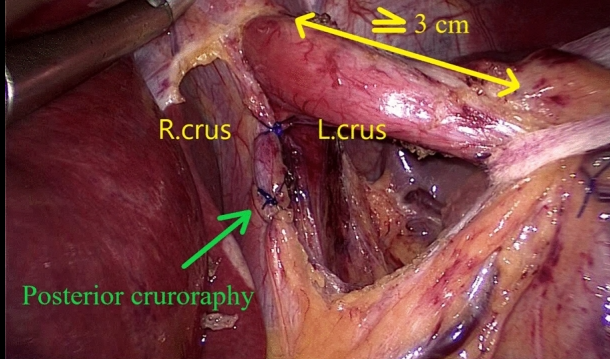 ≧ 3 cm
R.crus
L.crus
Posterior cruroraphy